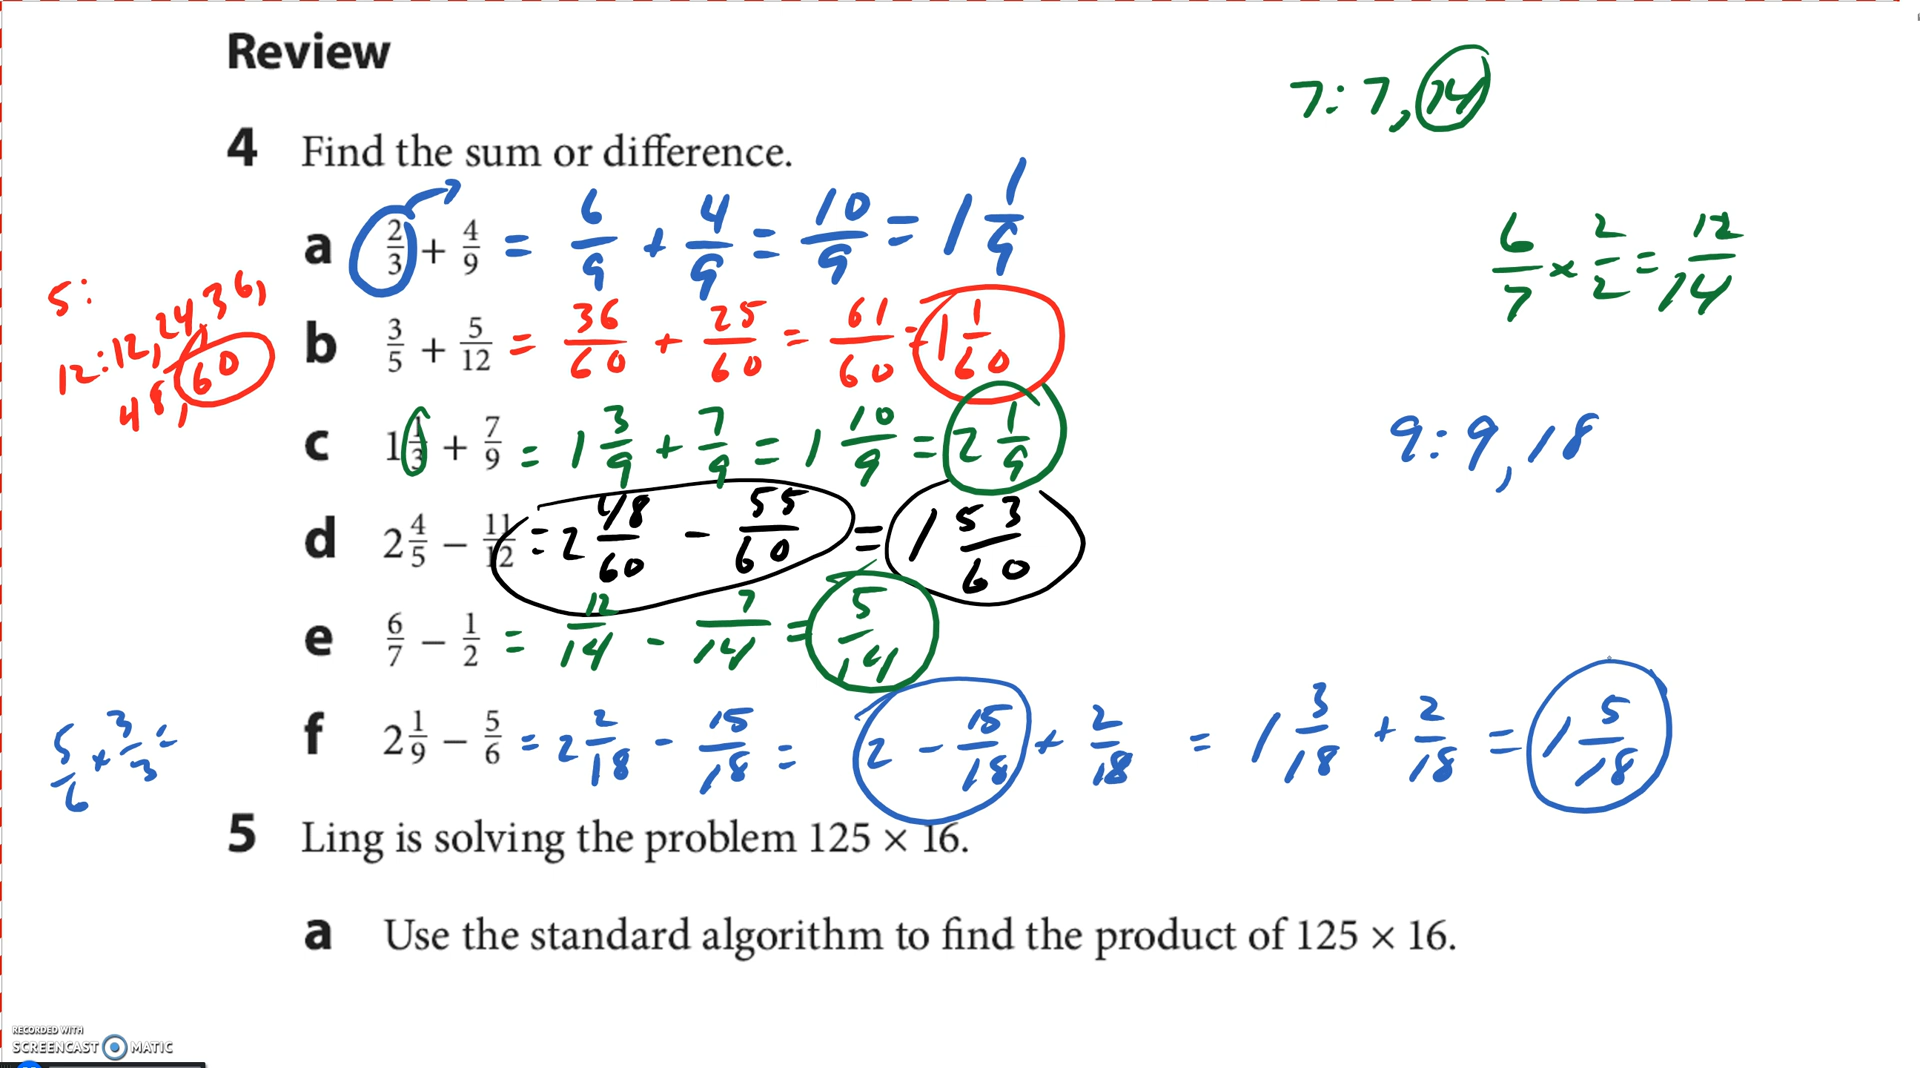 Review
7: 7, 14
4 Find the sum or difference.
a 2/3 + 4/9 = 6/9 + 4/9 = 10/9 = 1 1/9
6/7 × 2/2 = 12/14
5:
12: 12, 24, 36,
48, 60
b 3/5 + 5/12 = 36/60 + 25/60 = 61/60 = 1 1/60
c 1 1/3 + 7/9 = 1 3/9 + 7/9 = 1 10/9 = 2 1/9
9: 9, 18
d 2 4/5 − 11/12 = 2 48/60 - 55/60 = 1 53/60
e 6/7 − 1/2 = 12/14 - 7/14 = 5/14
5/6 × 3/3 =
f 2 1/9 − 5/6 = 2 2/18 - 15/18 = 2 - 15/18 + 2/18 = 1 3/18 + 2/18 = 1 5/18
5 Ling is solving the problem 125 × 16.
a Use the standard algorithm to find the product of 125 × 16.
RECORDED WITH
SCREENCAST MATIC